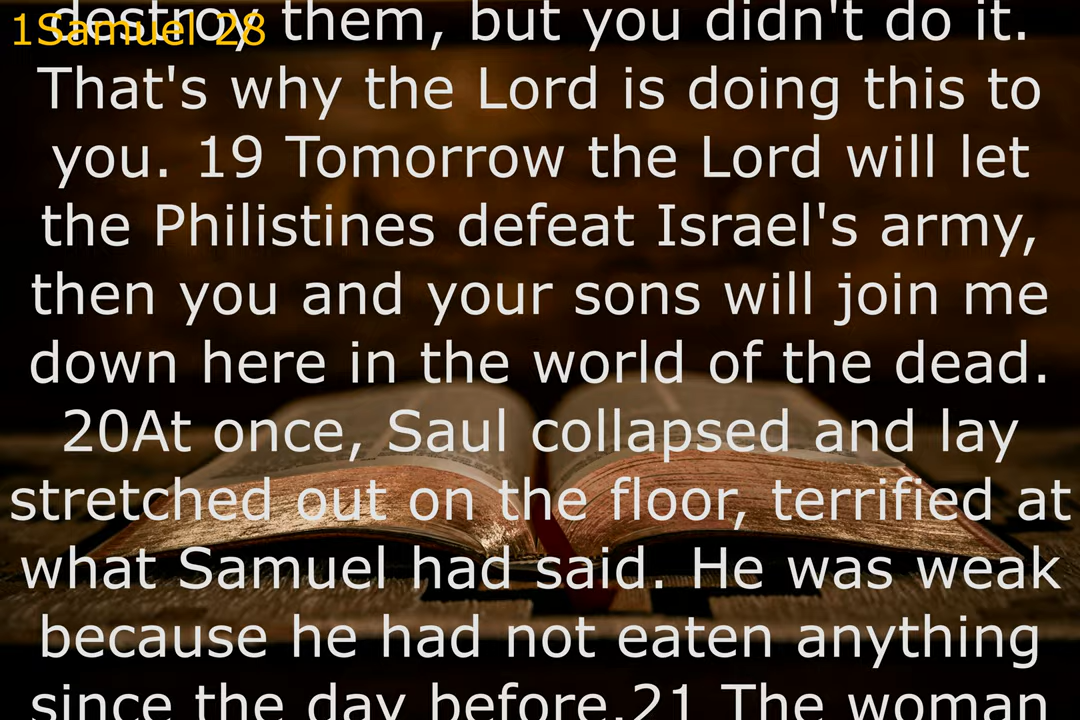 1Samuel 28
destroy them, but you didn't do it.
That's why the Lord is doing this to
you. 19 Tomorrow the Lord will let
the Philistines defeat Israel's army,
then you and your sons will join me
down here in the world of the dead.
20At once, Saul collapsed and lay
stretched out on the floor, terrified at
what Samuel had said. He was weak
because he had not eaten anything
since the day before.21 The woman